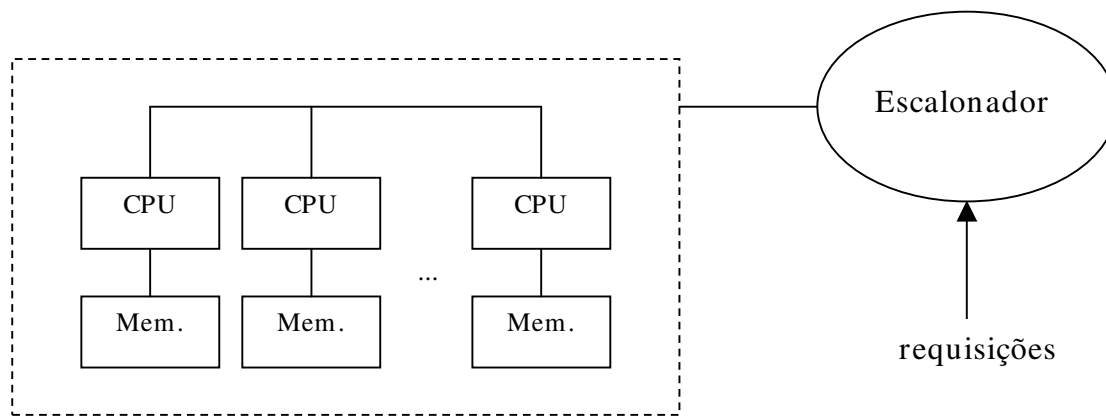 Escalonador
CPU
CPU
CPU
...
Mem.
Mem.
Mem.
requisições